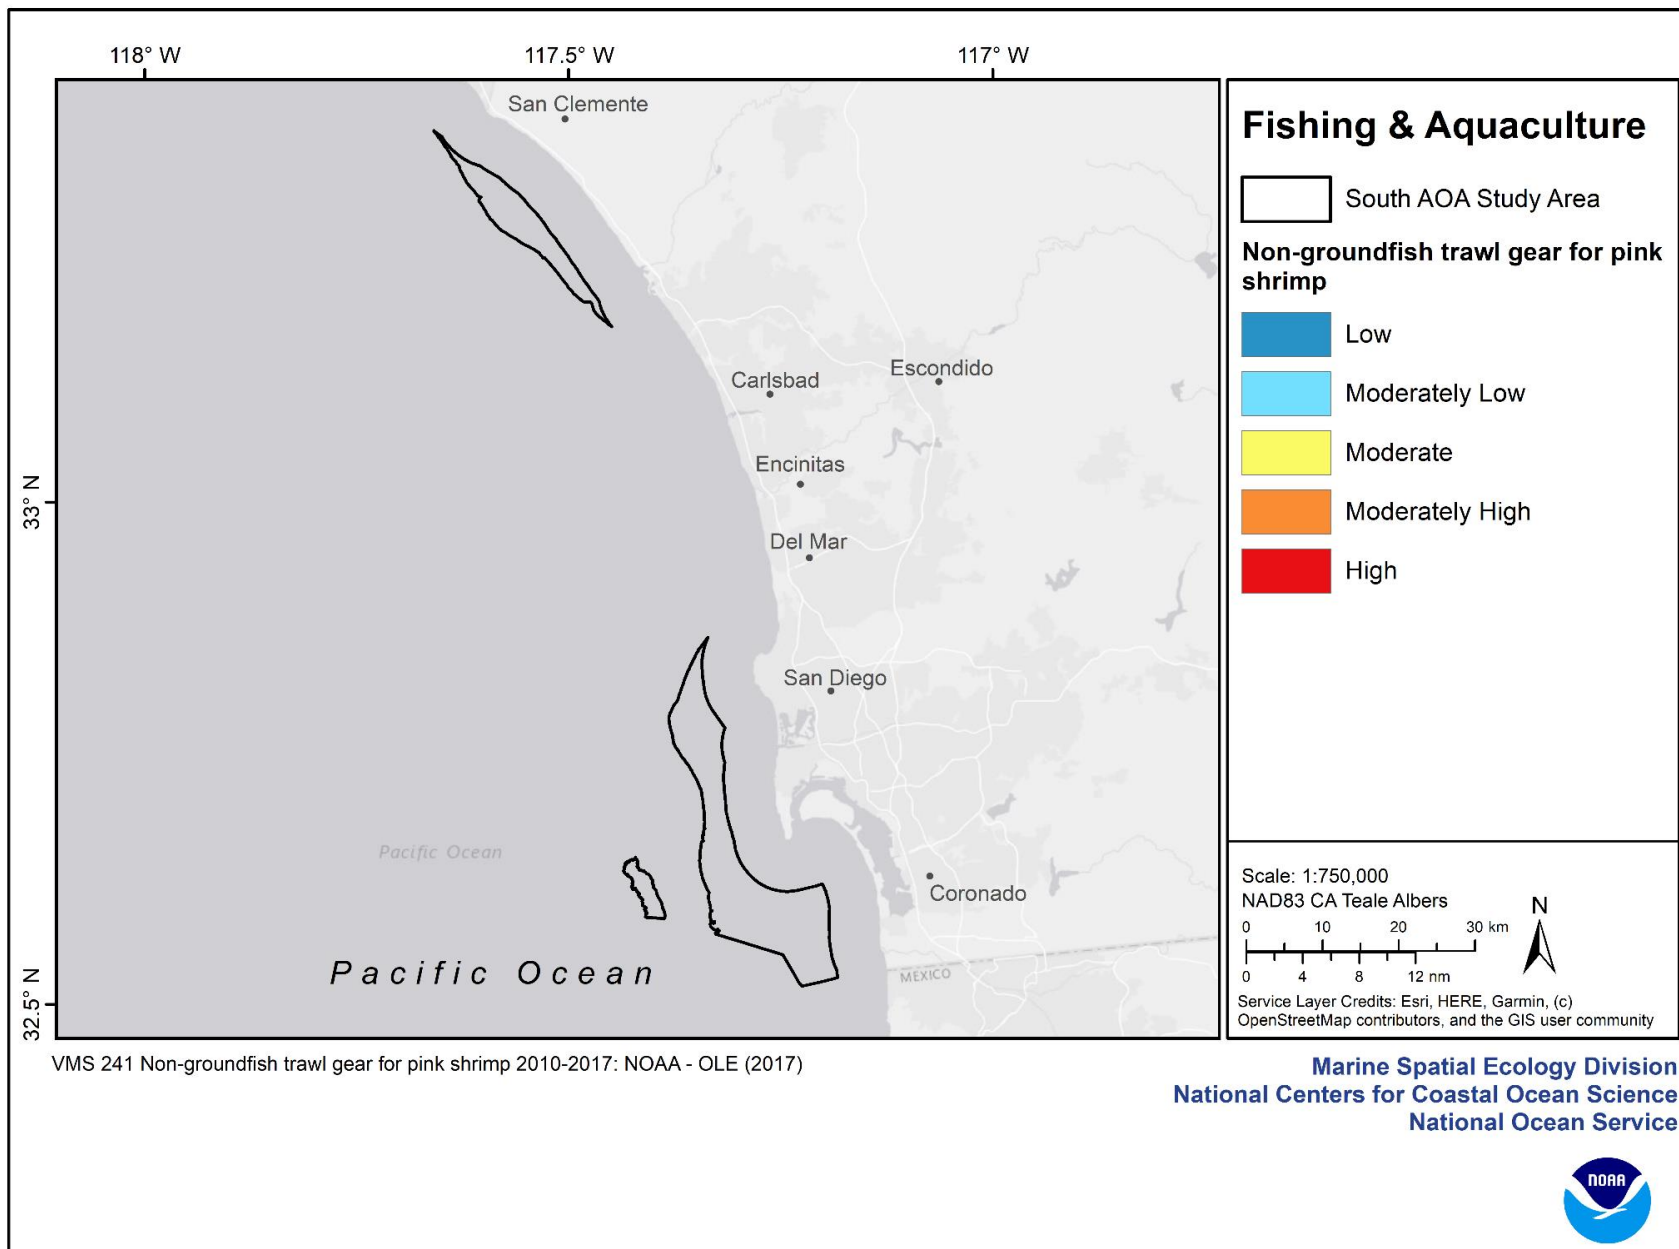 118° W
117.5° W
117° W
33° N
32.5° N
San Clemente
Carlsbad
Escondido
Encinitas
Del Mar
San Diego
Coronado
Pacific Ocean
Pacific Ocean
MEXICO
Fishing & Aquaculture
South AOA Study Area
Non-groundfish trawl gear for pink
shrimp
Low
Moderately Low
Moderate
Moderately High
High
Scale: 1:750,000
NAD83 CA Teale Albers
0 10 20 30 km
0 4 8 12 nm
N
Service Layer Credits: Esri, HERE, Garmin, (c)
OpenStreetMap contributors, and the GIS user community
VMS 241 Non-groundfish trawl gear for pink shrimp 2010-2017: NOAA - OLE (2017)
Marine Spatial Ecology Division
National Centers for Coastal Ocean Science
National Ocean Service
NOAA